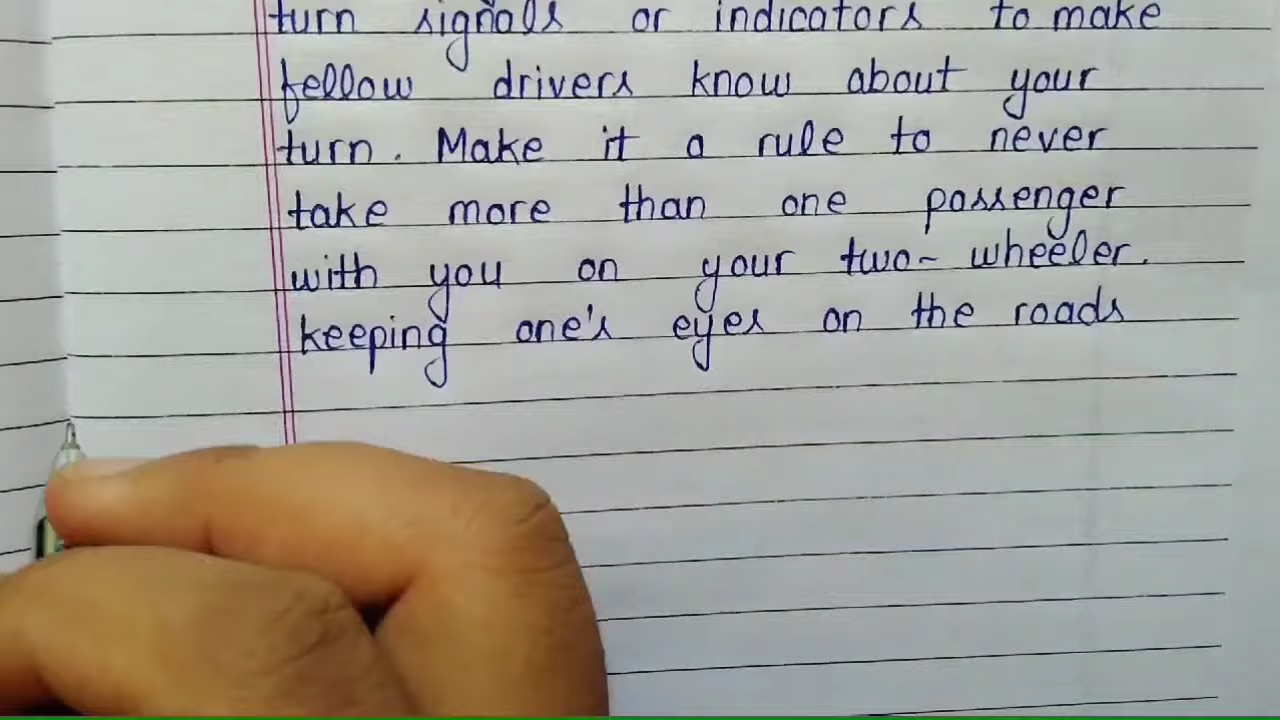 turn signals or indicators to make
fellow drivers know about your
turn. Make it a rule to never
take more than one passenger
with you on your two- wheeler.
keeping one's eyes on the roads